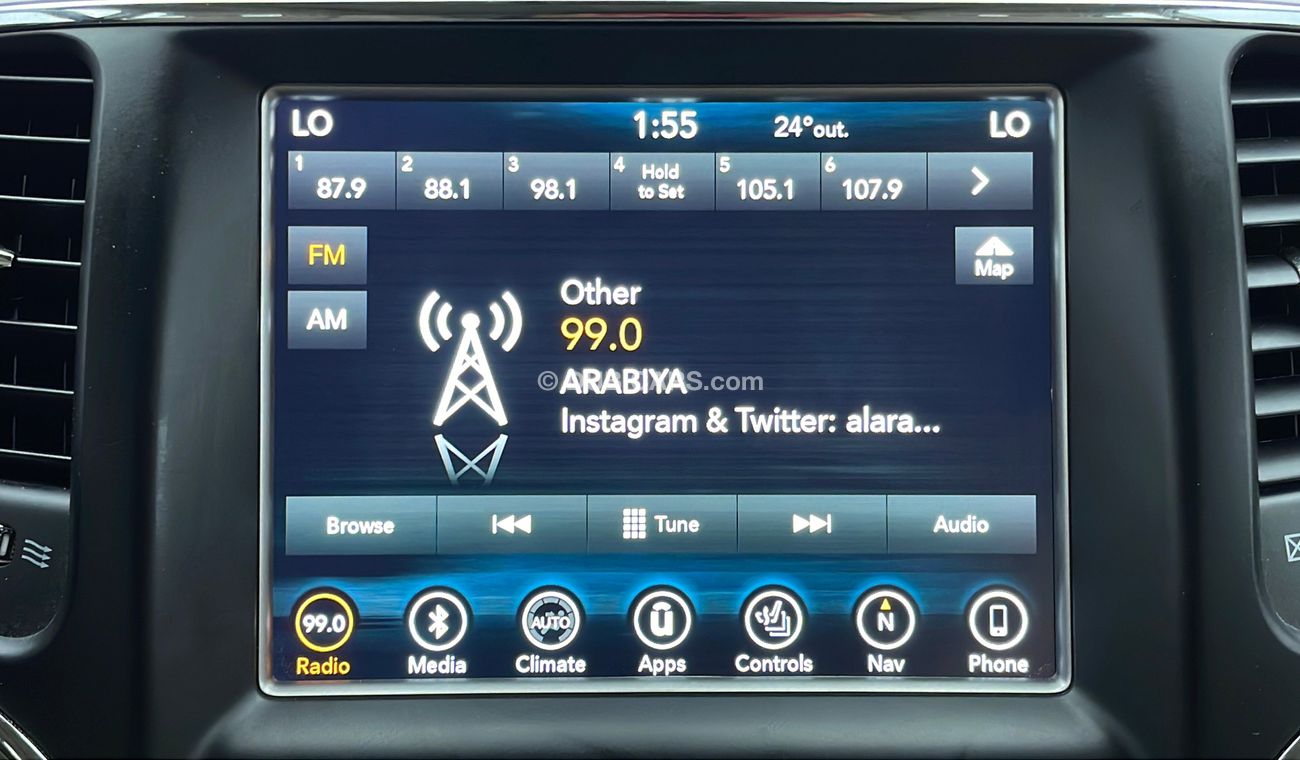 LO 1:55 24°out. LO
1 87.9 2 88.1 3 98.1 4 Hold to Set 5 105.1 6 107.9
FM
Map
AM
Other
99.0
ARABIYA
Instagram & Twitter: alara...
Browse Tune Audio
99.0 AUTO N
Radio Media Climate Apps Controls Nav Phone